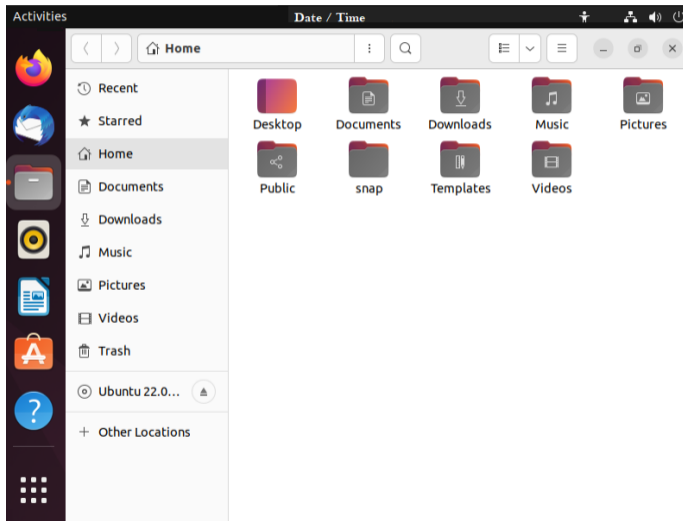 Activities
Date / Time
Home
Recent
Starred
Home
Documents
Downloads
Music
Pictures
Videos
Trash
Ubuntu 22.0...
Other Locations
Desktop Documents Downloads Music Pictures
Public snap Templates Videos